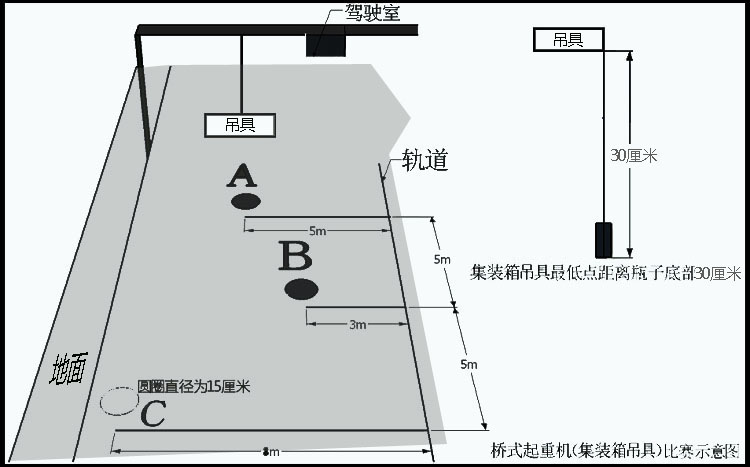 驾驶室
吊具
吊具
30厘米
轨道
A
5m
B
5m
集装箱吊具最低点距离瓶子底部30厘米
3m
地面
5m
圆圈直径为15厘米
C
8m
桥式起重机(集装箱吊具)比赛示意图